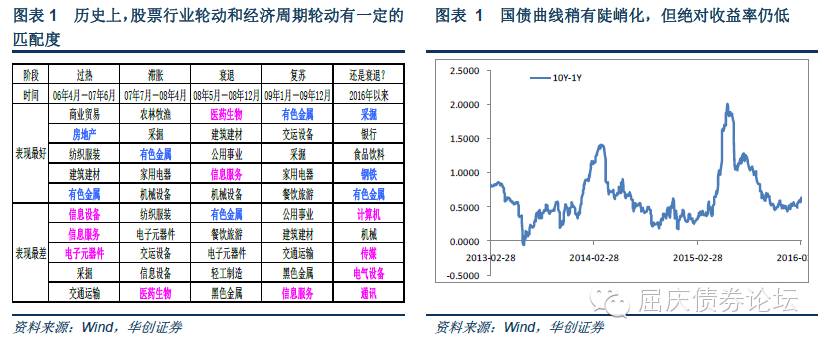 图表 1 历史上，股票行业轮动和经济周期轮动有一定的
匹配度
阶段 过热 滞胀 衰退 复苏 还是衰退？
时间 06年4月－07年6月 07年7月－08年4月 08年5月－08年12月 09年1月－09年12月 2016年以来
表现最好
商业贸易 农林牧渔 医药生物 有色金属 采掘
房地产 采掘 建筑建材 交运设备 银行
纺织服装 有色金属 公用事业 采掘 食品饮料
建筑建材 家用电器 信息服务 家用电器 钢铁
有色金属 机械设备 机械设备 餐饮旅游 有色金属
表现最差
信息设备 纺织服装 有色金属 公用事业 计算机
信息服务 电子元器件 餐饮旅游 建筑建材 机械
电子元器件 交运设备 电子元器件 交通运输 传媒
采掘 信息设备 轻工制造 黑色金属 电气设备
交通运输 医药生物 黑色金属 信息服务 通讯
资料来源：Wind，华创证券
图表 1 国债曲线稍有陡峭化，但绝对收益率仍低
10Y-1Y
2.5000
2.0000
1.5000
1.0000
0.5000
0.0000
-0.5000
2013-02-28 2014-02-28 2015-02-28 2016-0
资料来源：Wind，华创证券
屈庆债券论坛